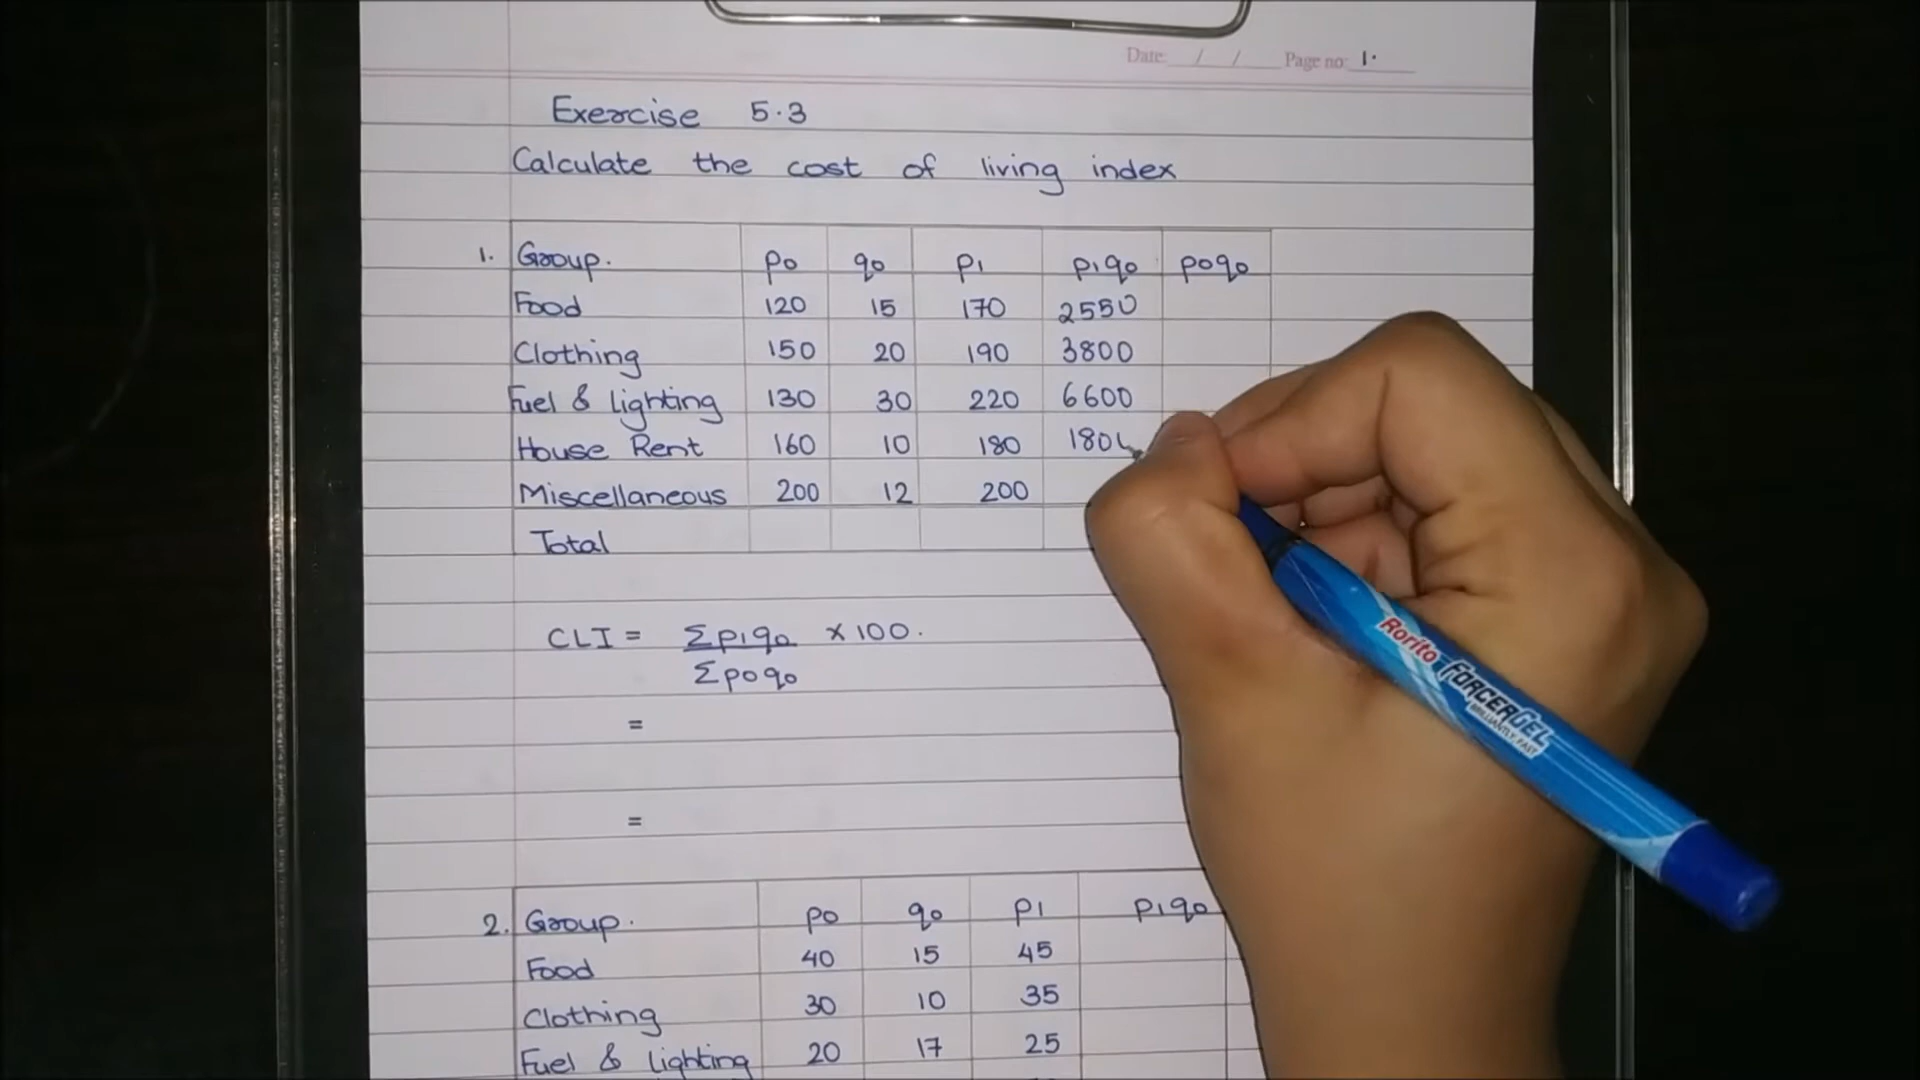 Date: / / Page no: 1.
Exercise 5.3
Calculate the cost of living index
1. Group. p0 q0 p1 p1q0 p0q0
Food 120 15 170 2550
Clothing 150 20 190 3800
Fuel & lighting 130 30 220 6600
House Rent 160 10 180 180
Miscellaneous 200 12 200
Total
CLI = Σp1q0 × 100.
Σp0q0
=
=
2. Group. p0 q0 p1 p1q0
Food 40 15 45
Clothing 30 10 35
Fuel & lighting 20 17 25
Rorito FORCERGEL
BRILLIANTLY FAST